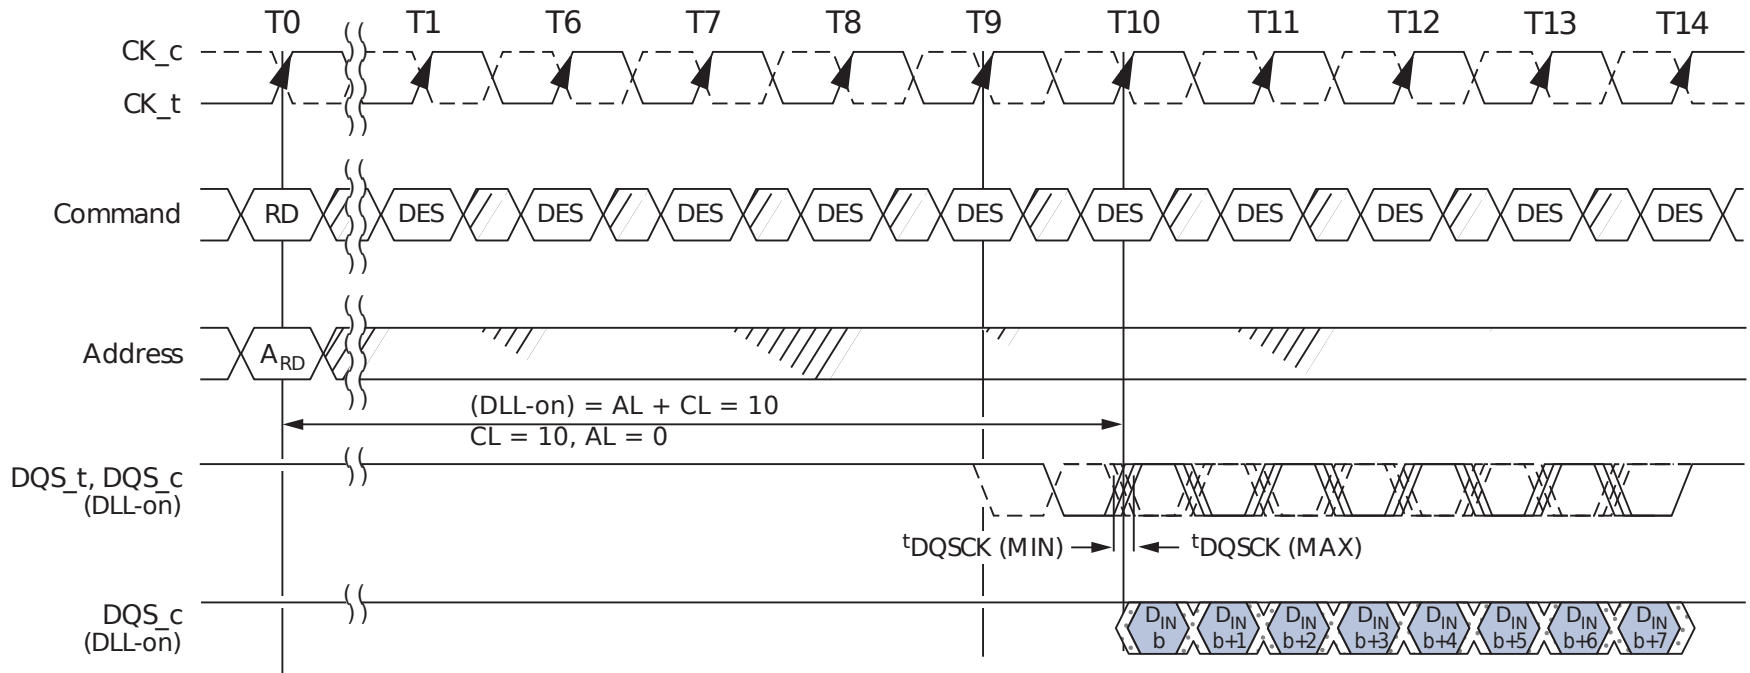 T0 T1 T6 T7 T8 T9 T10 T11 T12 T13 T14
CK_c
CK_t
Command RD DES DES DES DES DES DES DES DES DES DES
Address ARD
(DLL-on) = AL + CL = 10
CL = 10, AL = 0
DQS_t, DQS_c
(DLL-on)
tDQSCK (MIN) tDQSCK (MAX)
DQS_c
(DLL-on)
DIN DIN DIN DIN DIN DIN DIN DIN
b b+1 b+2 b+3 b+4 b+5 b+6 b+7